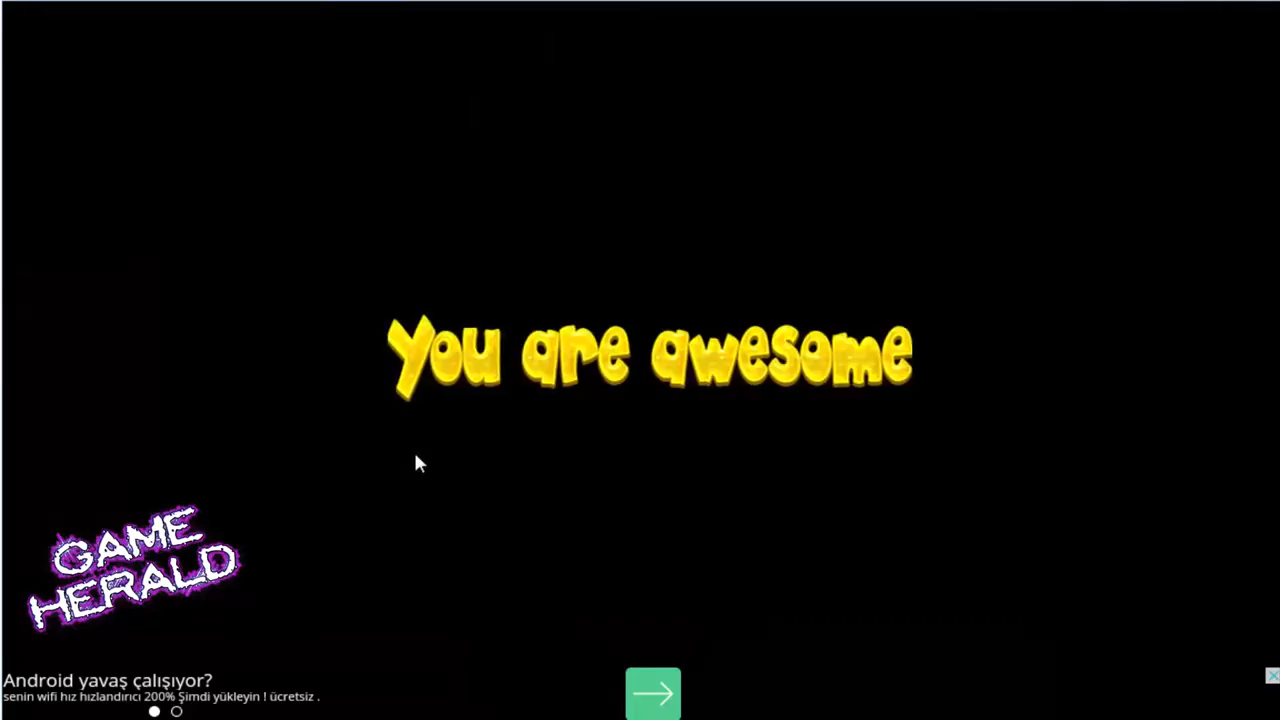 You are awesome
GAME
HERALD
Android yavaş çalışıyor?
senin wifi hız hızlandırıcı 200% Şimdi yükleyin ! ücretsiz .